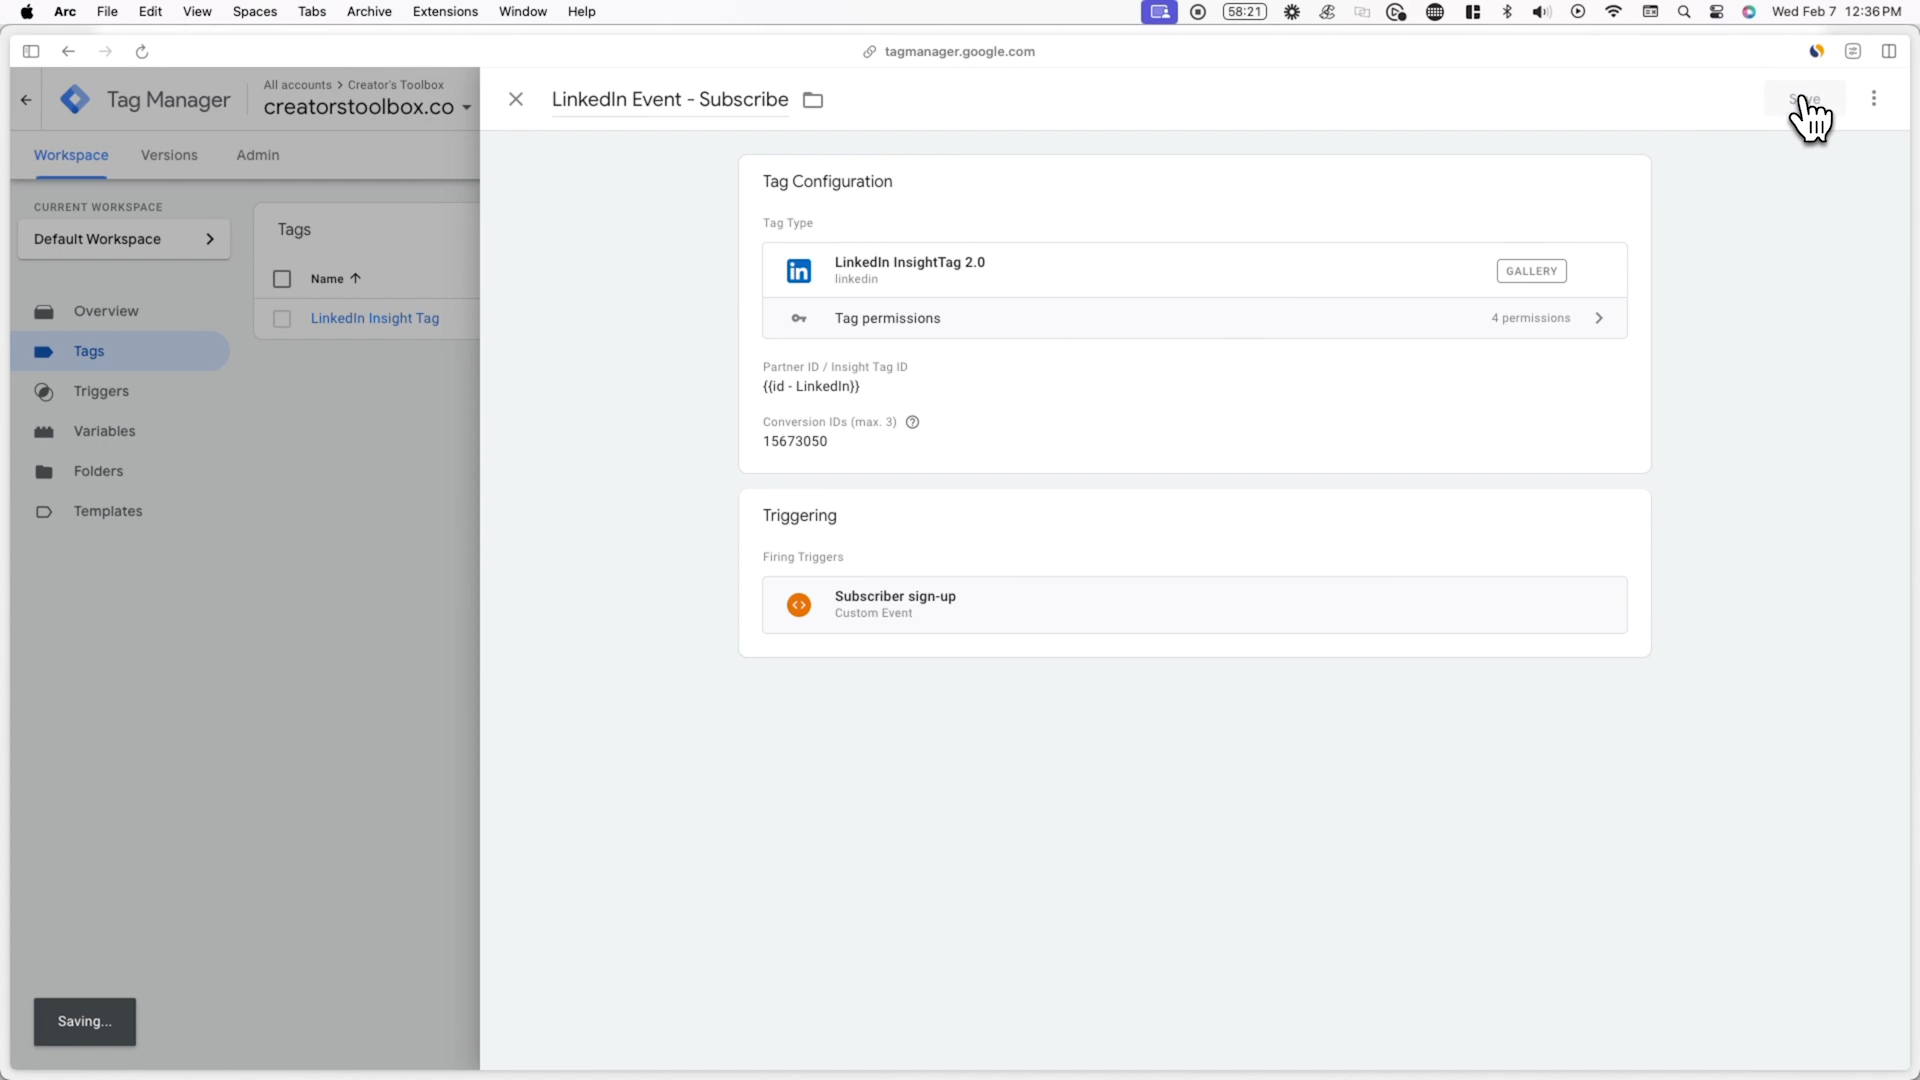 Arc File Edit View Spaces Tabs Archive Extensions Window Help 58:21 Wed Feb 7 12:36 PM
tagmanager.google.com
Tag Manager
All accounts > Creator's Toolbox
creatorstoolbox.co
LinkedIn Event - Subscribe
Workspace Versions Admin
CURRENT WORKSPACE
Default Workspace
Overview
Tags
Triggers
Variables
Folders
Templates
Tags
Name
LinkedIn Insight Tag
Tag Configuration
Tag Type
LinkedIn InsightTag 2.0
linkedin
GALLERY
Tag permissions
4 permissions
Partner ID / Insight Tag ID
{{id - LinkedIn}}
Conversion IDs (max. 3)
15673050
Triggering
Firing Triggers
Subscriber sign-up
Custom Event
Saving...